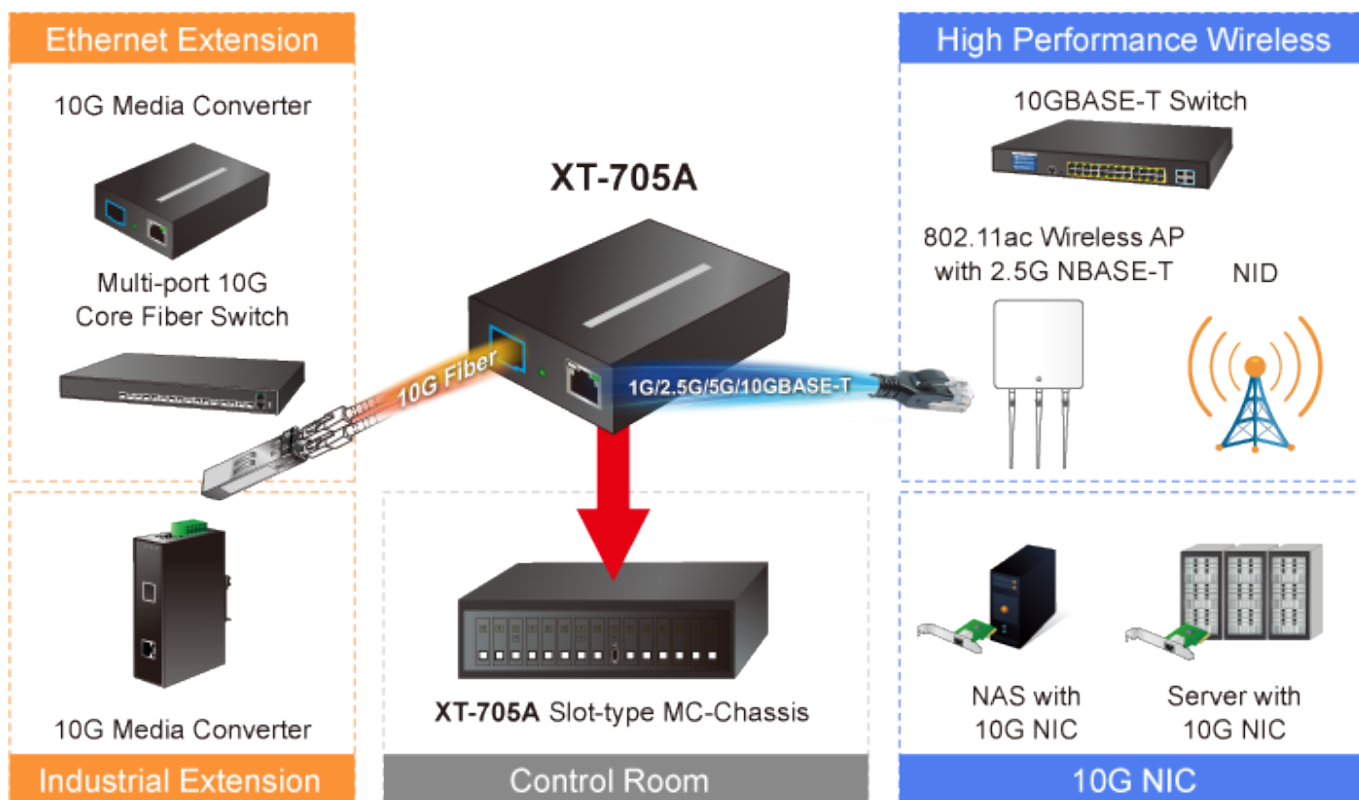 Ethernet Extension
10G Media Converter
Multi-port 10G
Core Fiber Switch
XT-705A
10G Fiber
1G/2.5G/5G/10GBASE-T
High Performance Wireless
10GBASE-T Switch
802.11ac Wireless AP
with 2.5G NBASE-T
NID
10G Media Converter
Industrial Extension
XT-705A Slot-type MC-Chassis
Control Room
NAS with
10G NIC
Server with
10G NIC
10G NIC